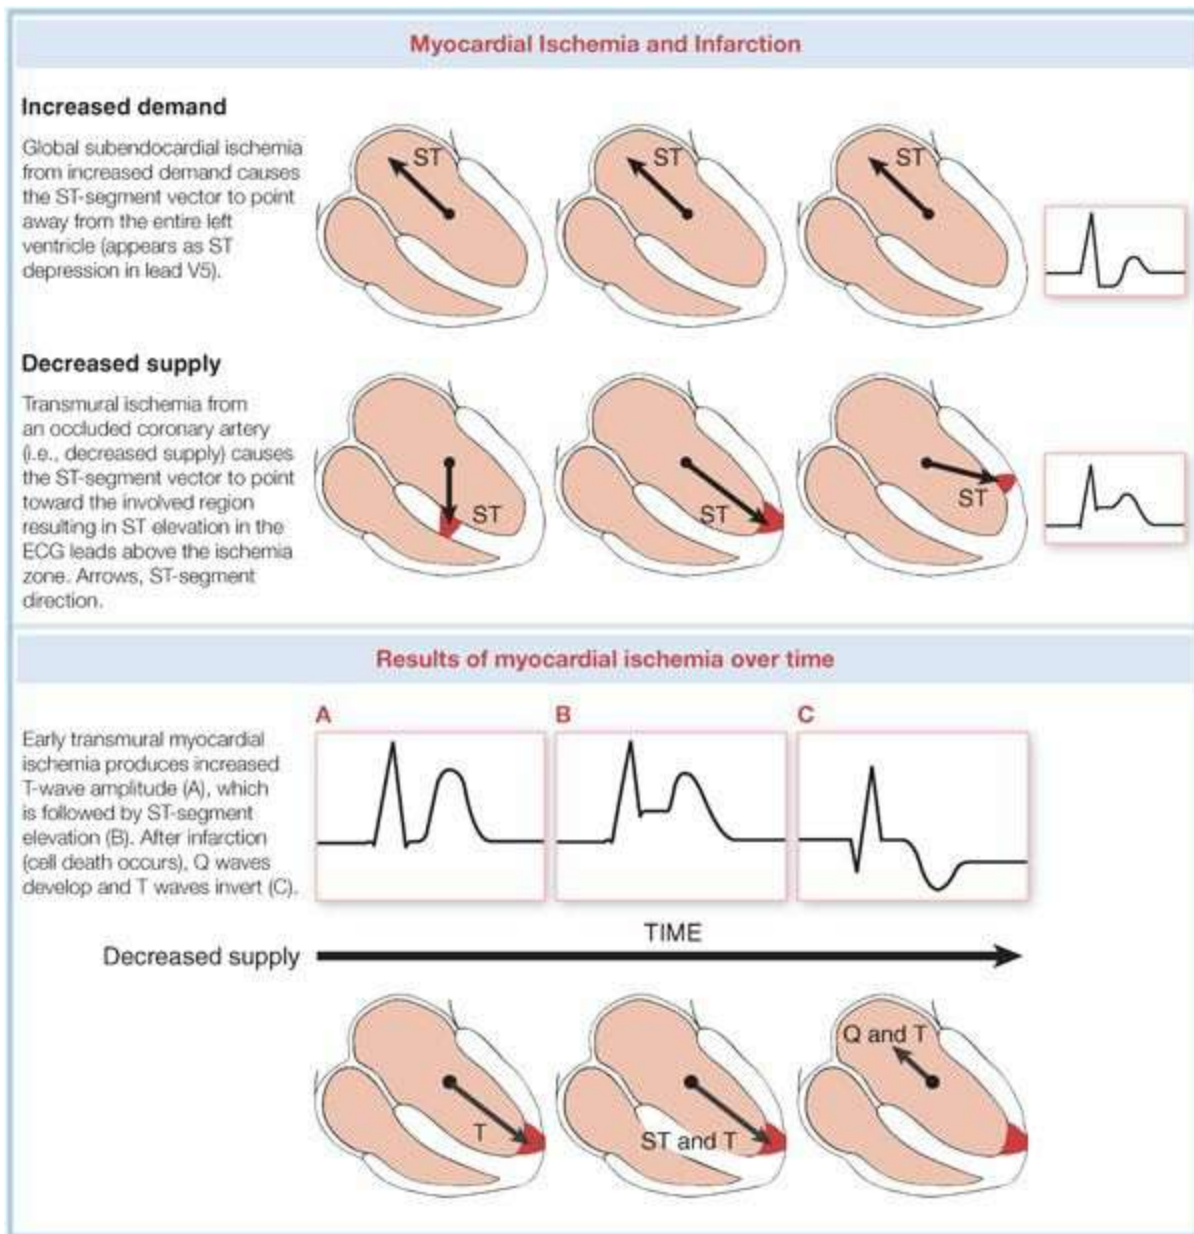 Myocardial Ischemia and Infarction
Increased demand
Global subendocardial ischemia
from increased demand causes
the ST-segment vector to point
away from the entire left
ventricle (appears as ST
depression in lead V5).
ST
ST
ST
Decreased supply
Transmural ischemia from
an occluded coronary artery
(i.e., decreased supply) causes
the ST-segment vector to point
toward the involved region
resulting in ST elevation in the
ECG leads above the ischemia
zone. Arrows, ST-segment
direction.
ST
ST
ST
Results of myocardial ischemia over time
A
B
C
Early transmural myocardial
ischemia produces increased
T-wave amplitude (A), which
is followed by ST-segment
elevation (B). After infarction
(cell death occurs), Q waves
develop and T waves invert (C).
TIME
Decreased supply
T
ST and T
Q and T